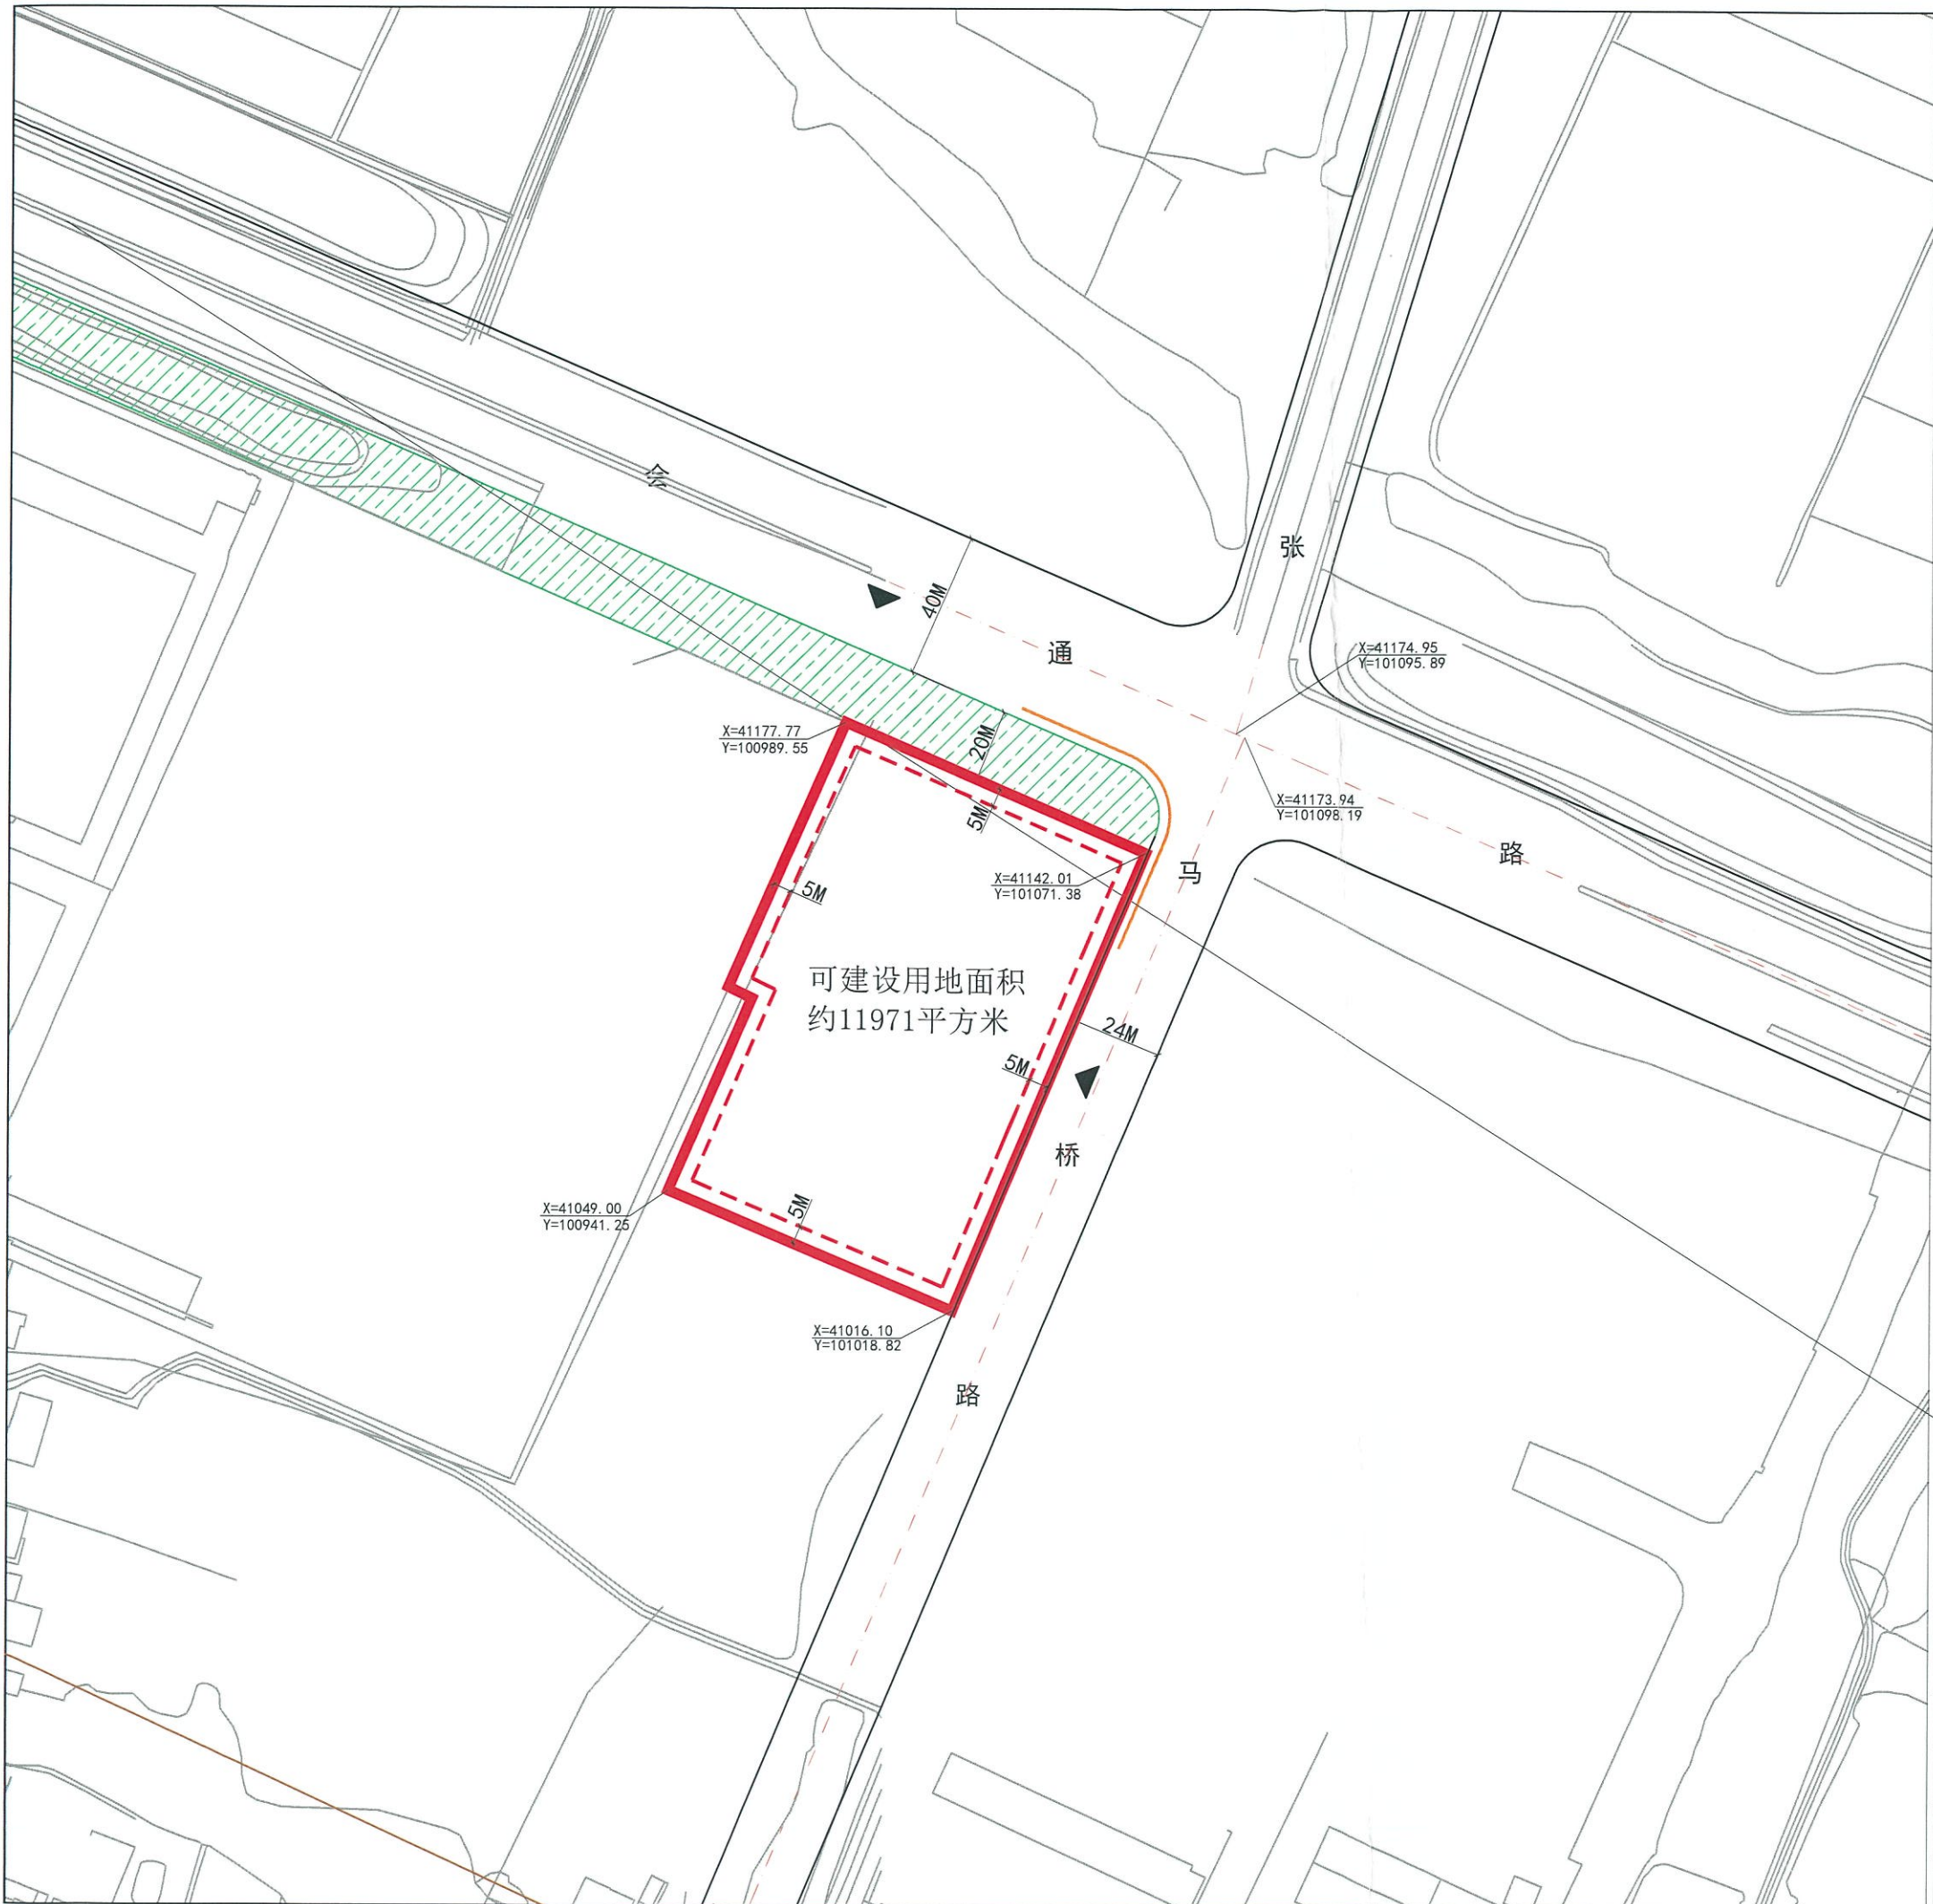 会
张
40M
通
X=41174.95
Y=101095.89
X=41177.77
Y=100989.55
20M
X=41173.94
Y=101098.19
5M
路
马
X=41142.01
Y=101071.38
5M
可建设用地面积
约11971平方米
24M
5M
桥
5M
X=41049.00
Y=100941.25
X=41016.10
Y=101018.82
路